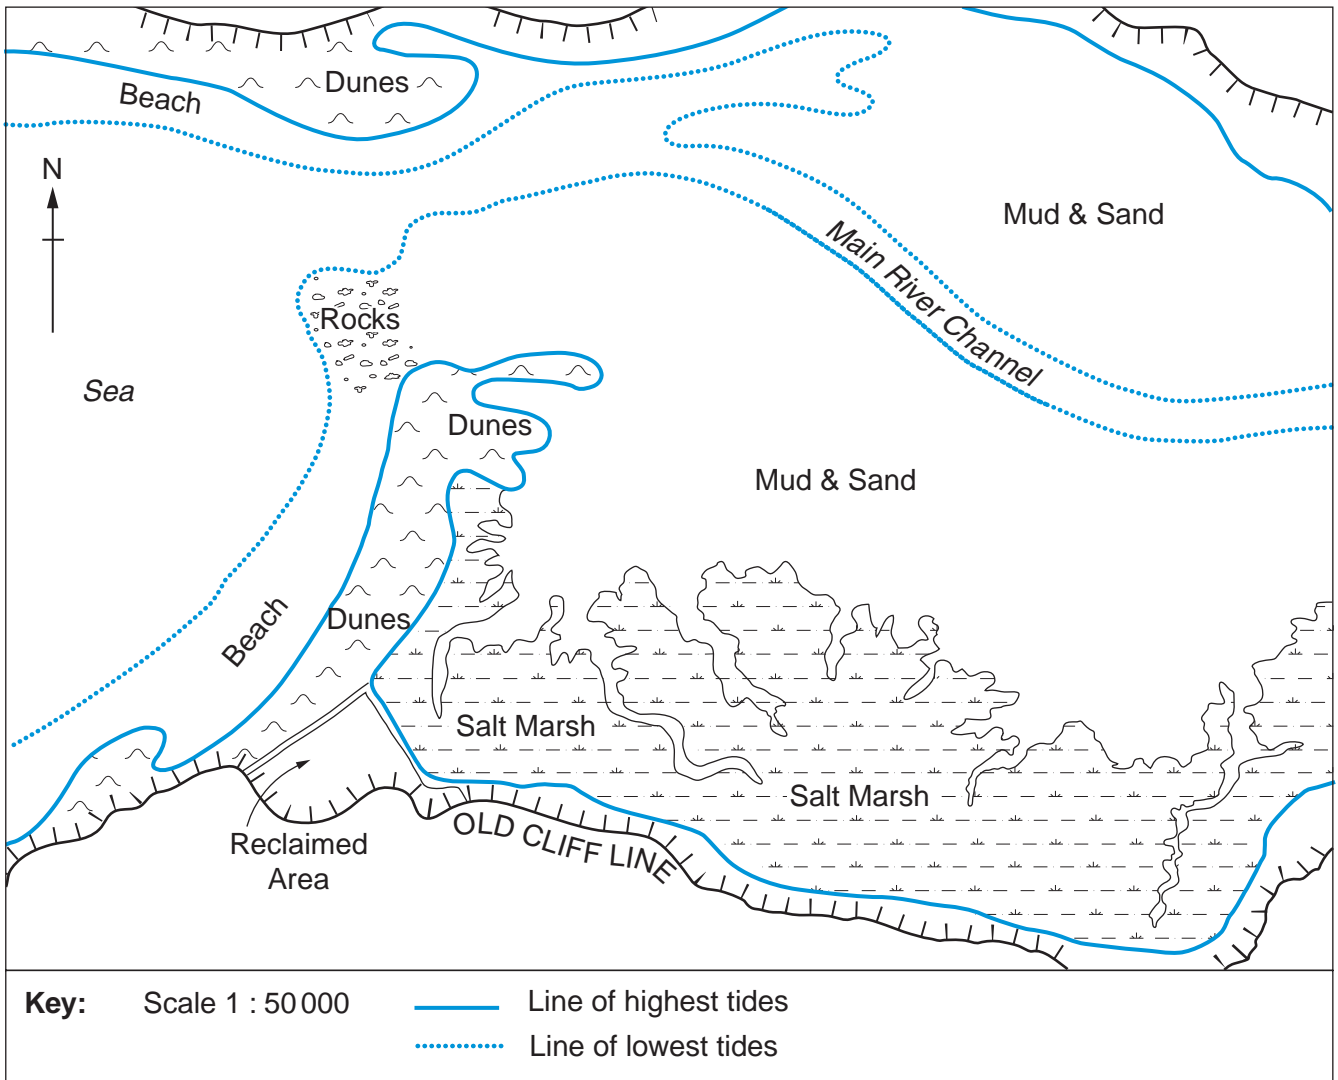 Dunes
Beach
N
Mud & Sand
Main River Channel
Rocks
Sea
Dunes
Mud & Sand
Beach
Dunes
Salt Marsh
Salt Marsh
OLD CLIFF LINE
Reclaimed
Area
Key: Scale 1 : 50 000
Line of highest tides
Line of lowest tides